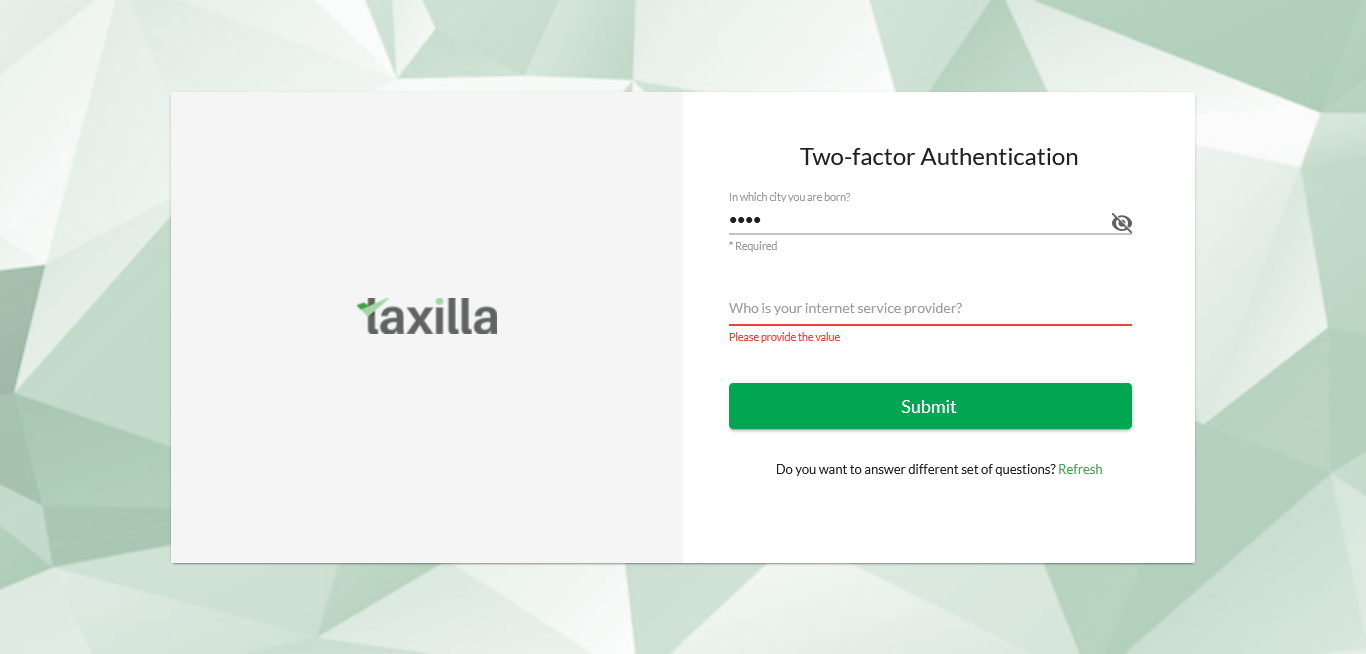 taxilla
Two-factor Authentication
In which city you are born?
••••
* Required
Who is your internet service provider?
Please provide the value
Submit
Do you want to answer different set of questions? Refresh